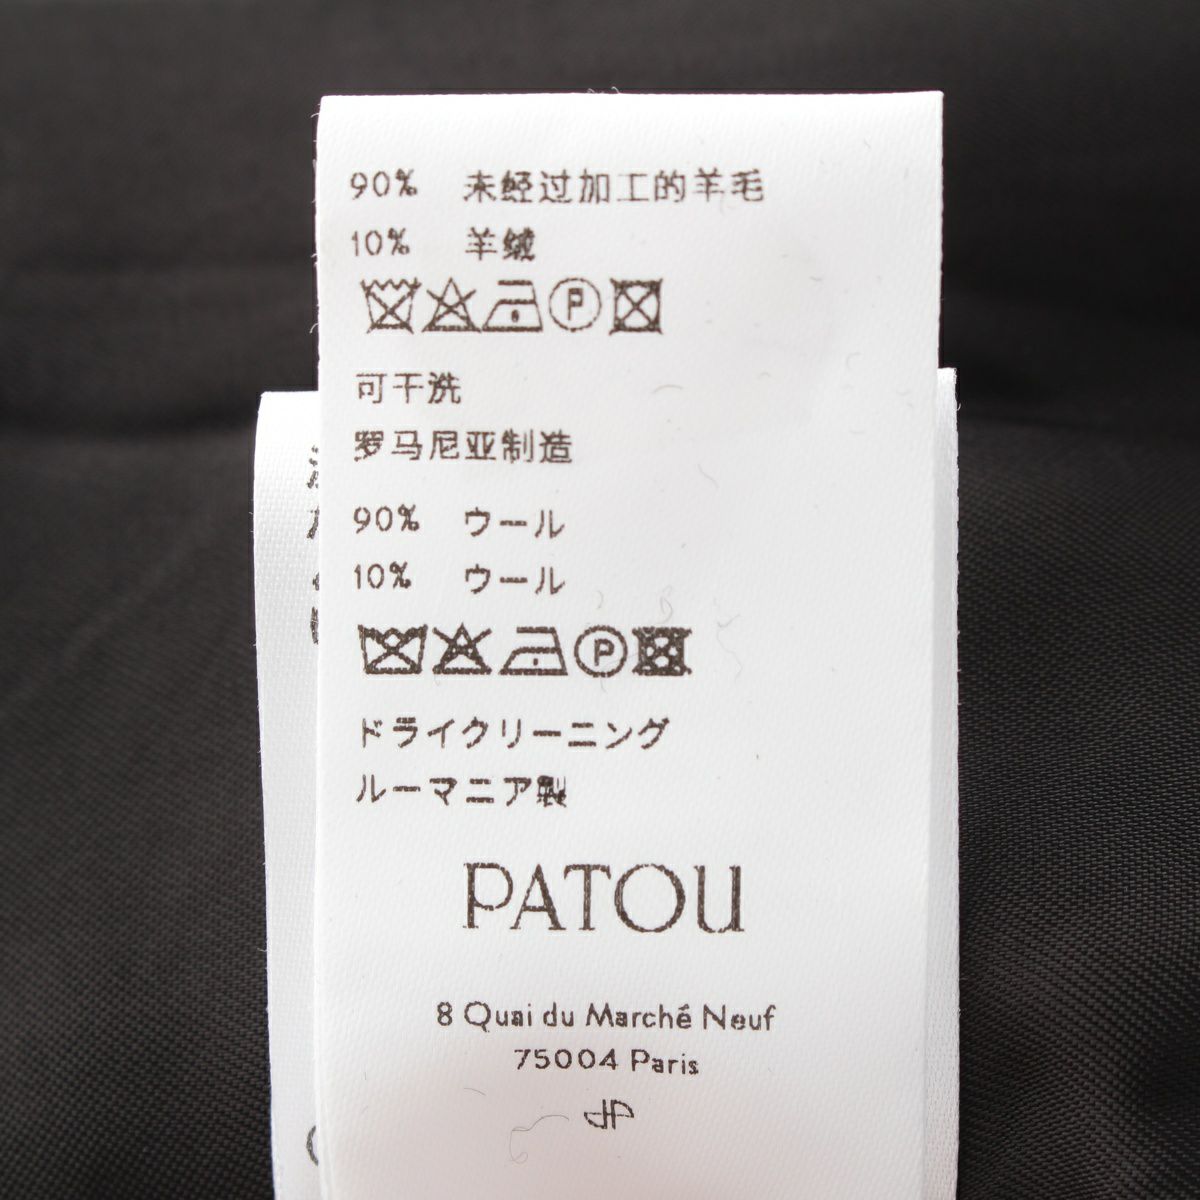 90% 未经过加工的羊毛
10% 羊绒
P
可干洗
罗马尼亚制造
90% ウール
10% ウール
P
ドライクリーニング
ルーマニア製
PATOU
8 Quai du Marché Neuf
75004 Paris
JP